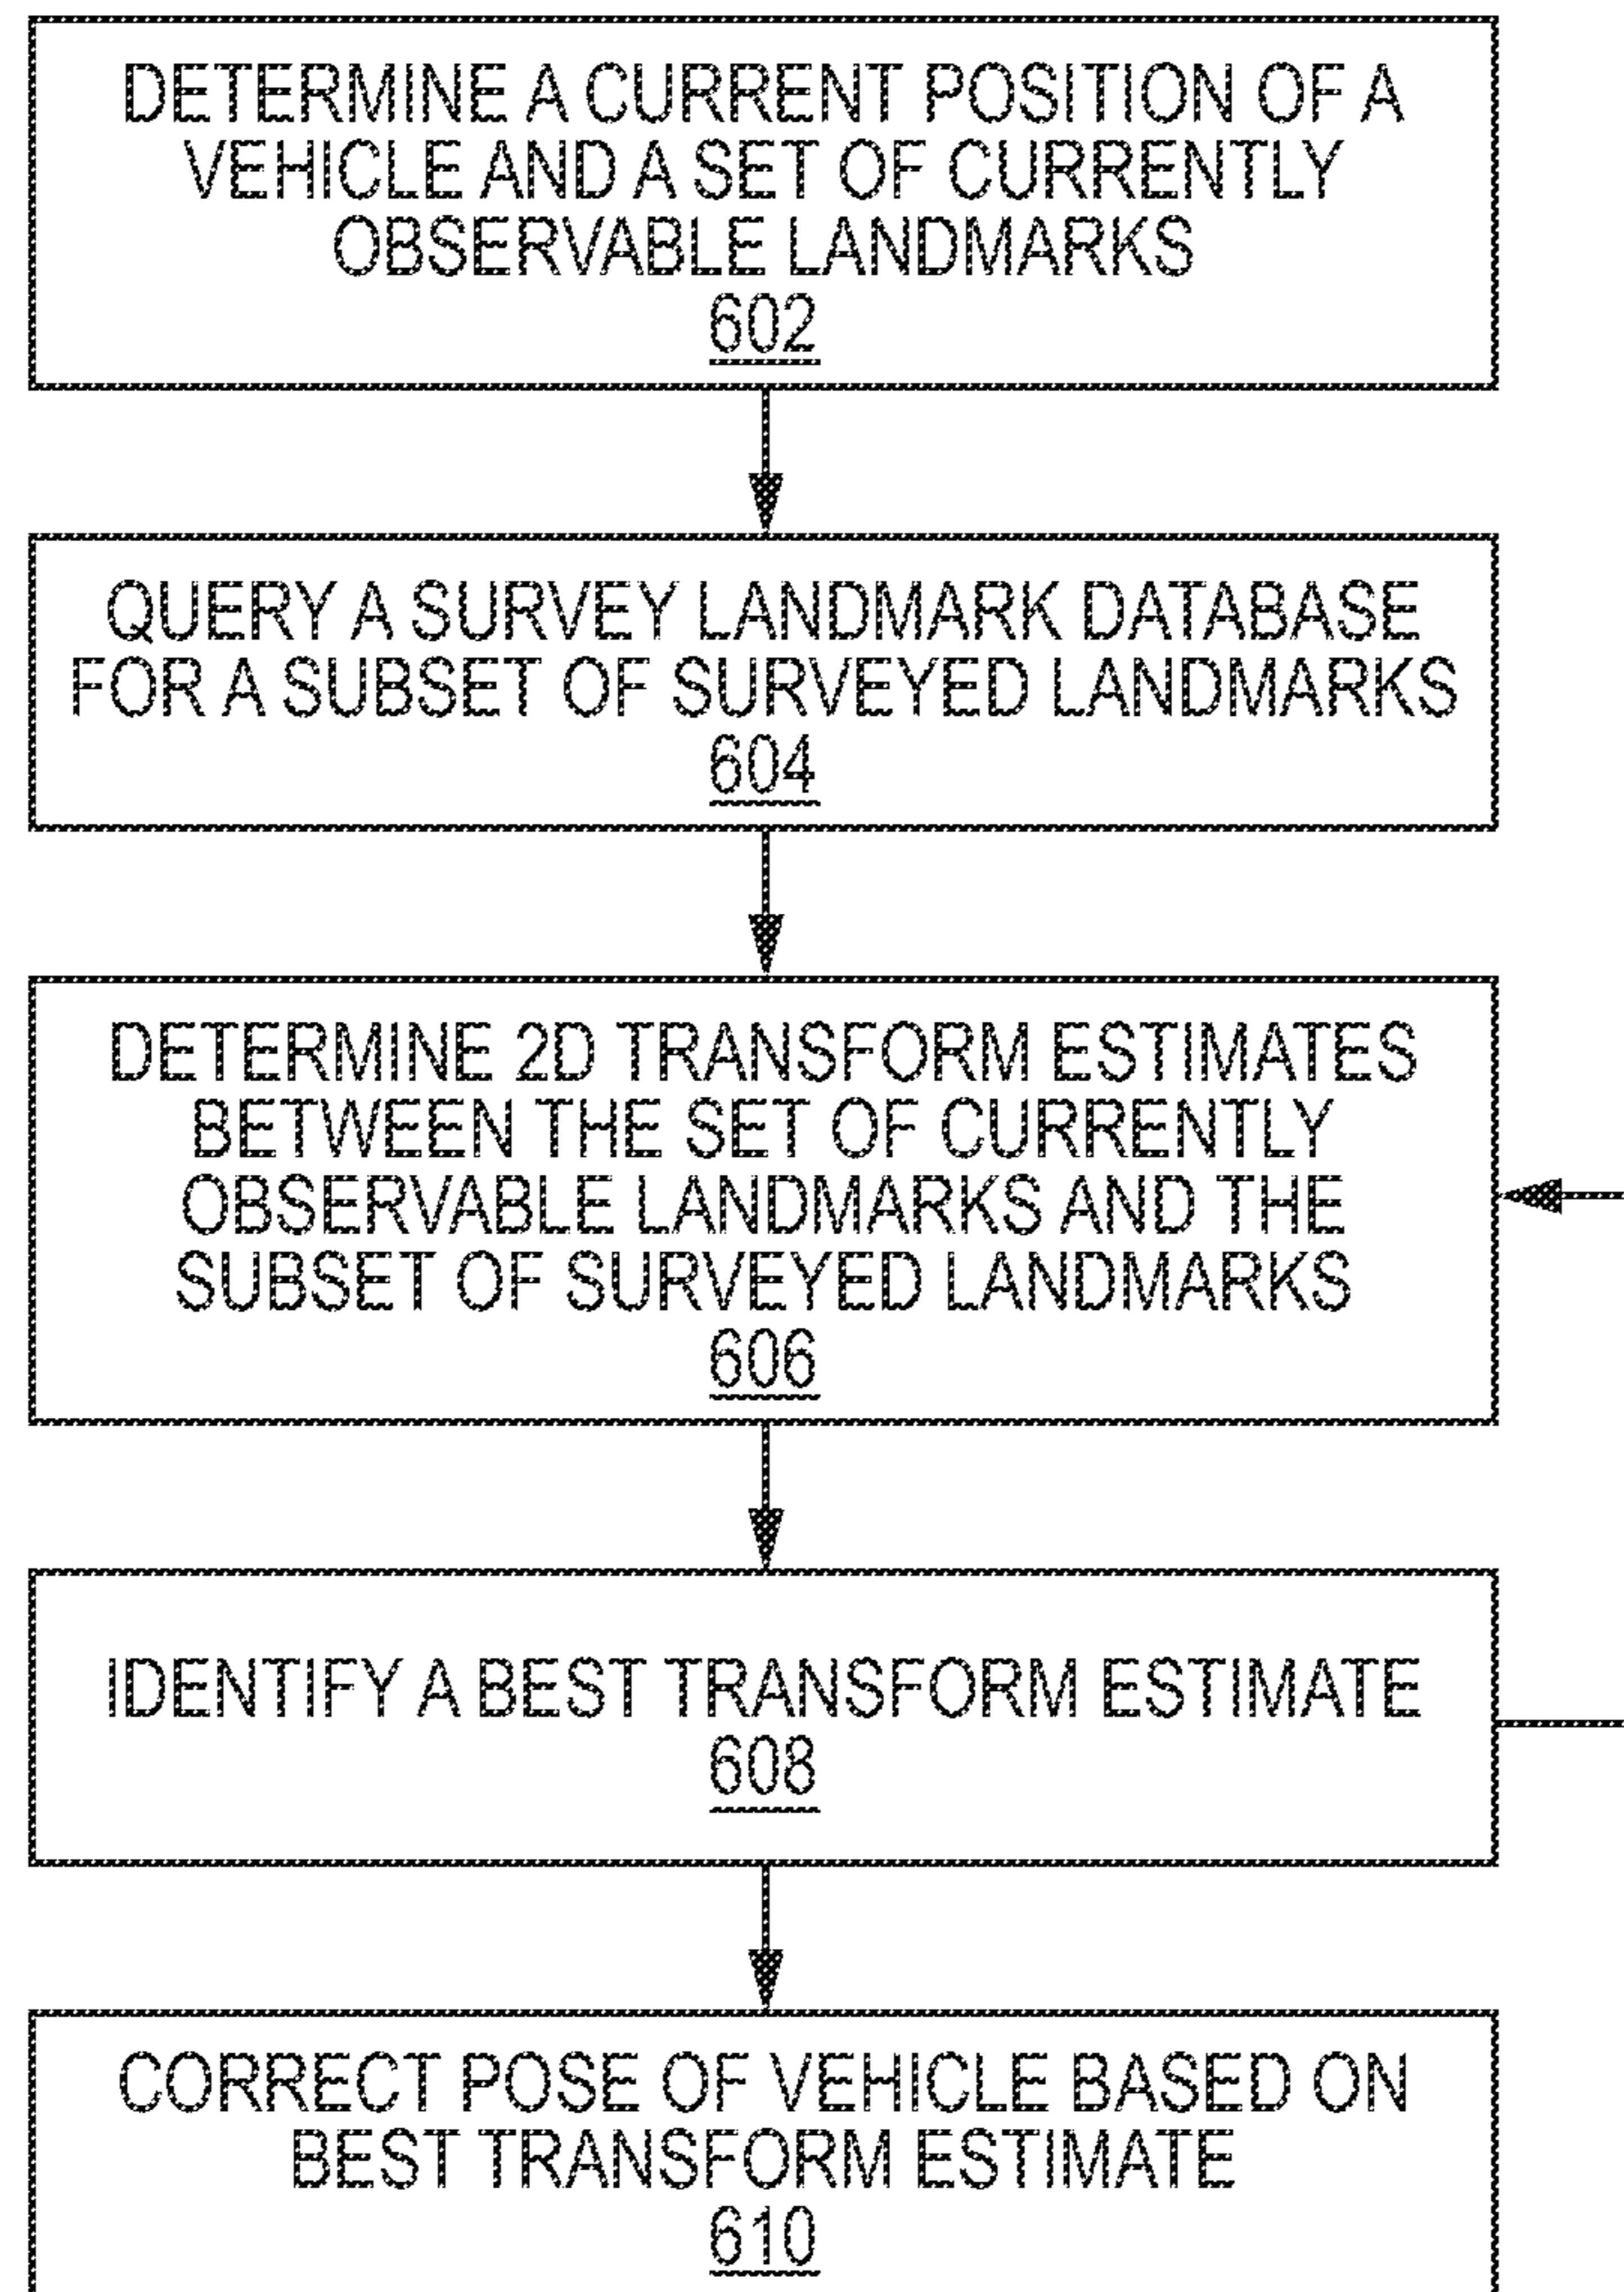 DETERMINE A CURRENT POSITION OF A
VEHICLE AND A SET OF CURRENTLY
OBSERVABLE LANDMARKS
602
QUERY A SURVEY LANDMARK DATABASE
FOR A SUBSET OF SURVEYED LANDMARKS
604
DETERMINE 2D TRANSFORM ESTIMATES
BETWEEN THE SET OF CURRENTLY
OBSERVABLE LANDMARKS AND THE
SUBSET OF SURVEYED LANDMARKS
606
IDENTIFY A BEST TRANSFORM ESTIMATE
608
CORRECT POSE OF VEHICLE BASED ON
BEST TRANSFORM ESTIMATE
610